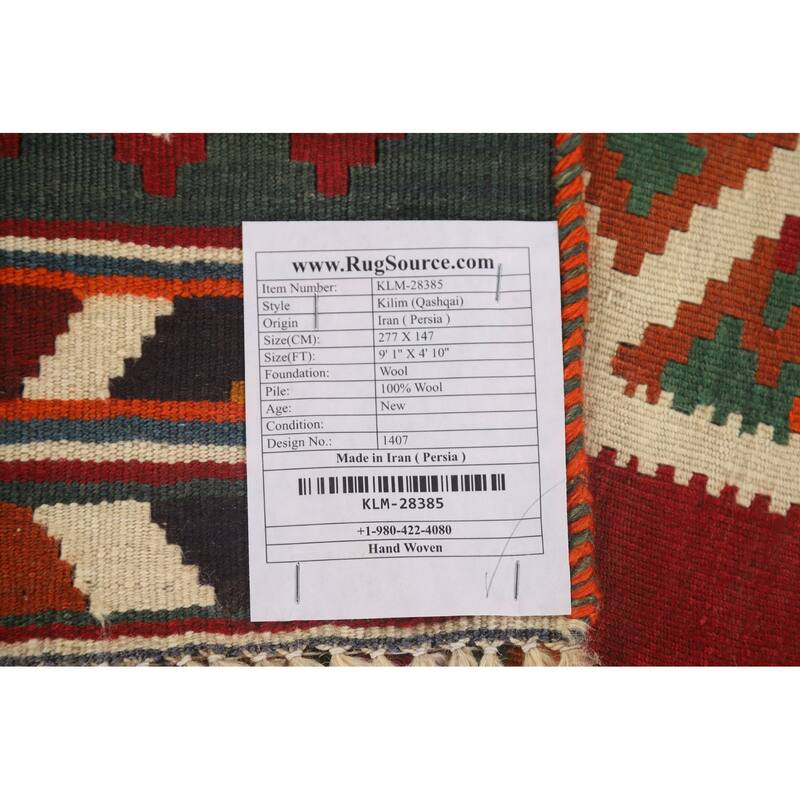 www.RugSource.com
Item Number: KLM-28385
Style Kilim (Qashqai)
Origin Iran ( Persia )
Size(CM): 277 X 147
Size(FT): 9' 1" X 4' 10"
Foundation: Wool
Pile: 100% Wool
Age: New
Condition:
Design No.: 1407
Made in Iran ( Persia )
KLM-28385
+1-980-422-4080
Hand Woven